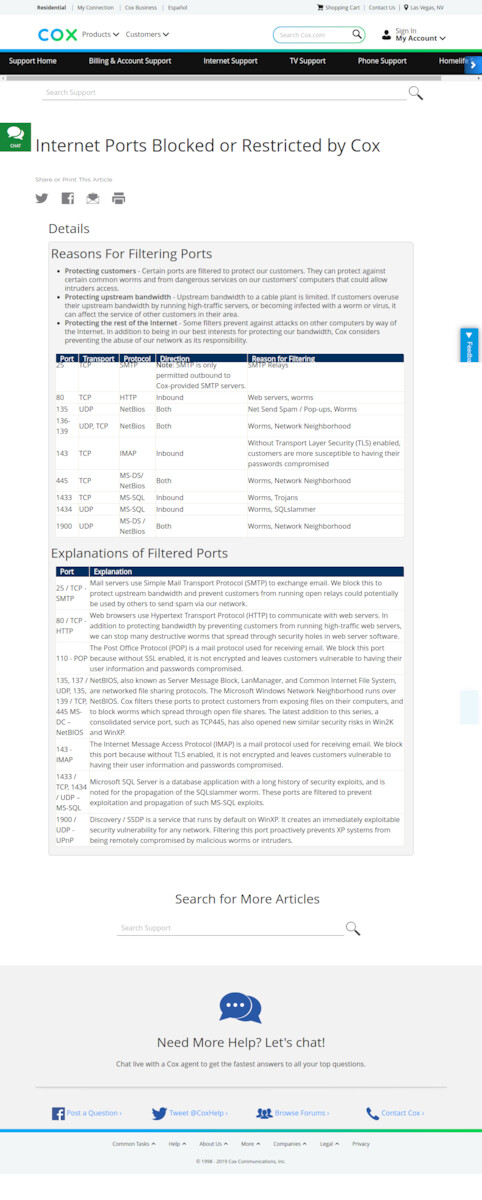 Residential | My Connection | Cox Business | Español
Shopping Cart | Contact Us | Las Vegas, NV
COX Products Customers
Search Cox.com
Sign In
My Account
Support Home Billing & Account Support Internet Support TV Support Phone Support Homelife
Search Support
CHAT
Internet Ports Blocked or Restricted by Cox
Share or Print This Article
Details
Reasons For Filtering Ports
• Protecting customers - Certain ports are filtered to protect our customers. They can protect against
certain common worms and from dangerous services on our customers' computers that could allow
intruders access.
• Protecting upstream bandwidth - Upstream bandwidth to a cable plant is limited. If customers overuse
their upstream bandwidth by running high-traffic servers, or becoming infected with a worm or virus, it
can affect the service of other customers in their area.
• Protecting the rest of the Internet - Some filters prevent against attacks on other computers by way of
the Internet. In addition to being in our best interests for protecting our bandwidth, Cox considers
preventing the abuse of our network as its responsibility.
Port Transport Protocol Direction Reason for Filtering
25 TCP SMTP Note: SMTP is only SMTP Relays
permitted outbound to
Cox-provided SMTP servers.
80 TCP HTTP Inbound Web servers, worms
135 UDP NetBios Both Net Send Spam / Pop-ups, Worms
136-
139 UDP, TCP NetBios Both Worms, Network Neighborhood
143 TCP IMAP Inbound Without Transport Layer Security (TLS) enabled,
customers are more susceptible to having their
passwords compromised
445 TCP MS-DS/
NetBios Both Worms, Network Neighborhood
1433 TCP MS-SQL Inbound Worms, Trojans
1434 UDP MS-SQL Inbound Worms, SQLslammer
1900 UDP MS-DS /
NetBios Both Worms, Network Neighborhood
Explanations of Filtered Ports
Port Explanation
25 / TCP -
SMTP
Mail servers use Simple Mail Transport Protocol (SMTP) to exchange email. We block this to
protect upstream bandwidth and prevent customers from running open relays could potentially
be used by others to send spam via our network.
80 / TCP -
HTTP
Web browsers use Hypertext Transport Protocol (HTTP) to communicate with web servers. In
addition to protecting bandwidth by preventing customers from running high-traffic web servers,
we can stop many destructive worms that spread through security holes in web server software.
110 - POP
The Post Office Protocol (POP) is a mail protocol used for receiving email. We block this port
because without SSL enabled, it is not encrypted and leaves customers vulnerable to having their
user information and passwords compromised.
135, 137 /
UDP, 135,
139 / TCP,
445 MS-
DC –
NetBIOS
NetBIOS, also known as Server Message Block, LanManager, and Common Internet File System,
are networked file sharing protocols. The Microsoft Windows Network Neighborhood runs over
NetBIOS. Cox filters these ports to protect customers from exposing files on their computers, and
to block worms which spread through open file shares. The latest addition to this series, a
consolidated service port, such as TCP445, has also opened new similar security risks in Win2K
and WinXP.
143 -
IMAP
The Internet Message Access Protocol (IMAP) is a mail protocol used for receiving email. We block
this port because without TLS enabled, it is not encrypted and leaves customers vulnerable to
having their user information and passwords compromised.
1433 /
TCP, 1434
/ UDP –
MS-SQL
Microsoft SQL Server is a database application with a long history of security exploits, and is
noted for the propagation of the SQLslammer worm. These ports are filtered to prevent
exploitation and propagation of such MS-SQL exploits.
1900 /
UDP -
UPnP
Discovery / SSDP is a service that runs by default on WinXP. It creates an immediately exploitable
security vulnerability for any network. Filtering this port proactively prevents XP systems from
being remotely compromised by malicious worms or intruders.
Search for More Articles
Search Support
Need More Help? Let's chat!
Chat live with a Cox agent to get the fastest answers to all your top questions.
Post a Question › Tweet @CoxHelp › Browse Forums › Contact Cox ›
Common Tasks Help About Us More Companies Legal Privacy
© 1998 - 2019 Cox Communications, Inc.